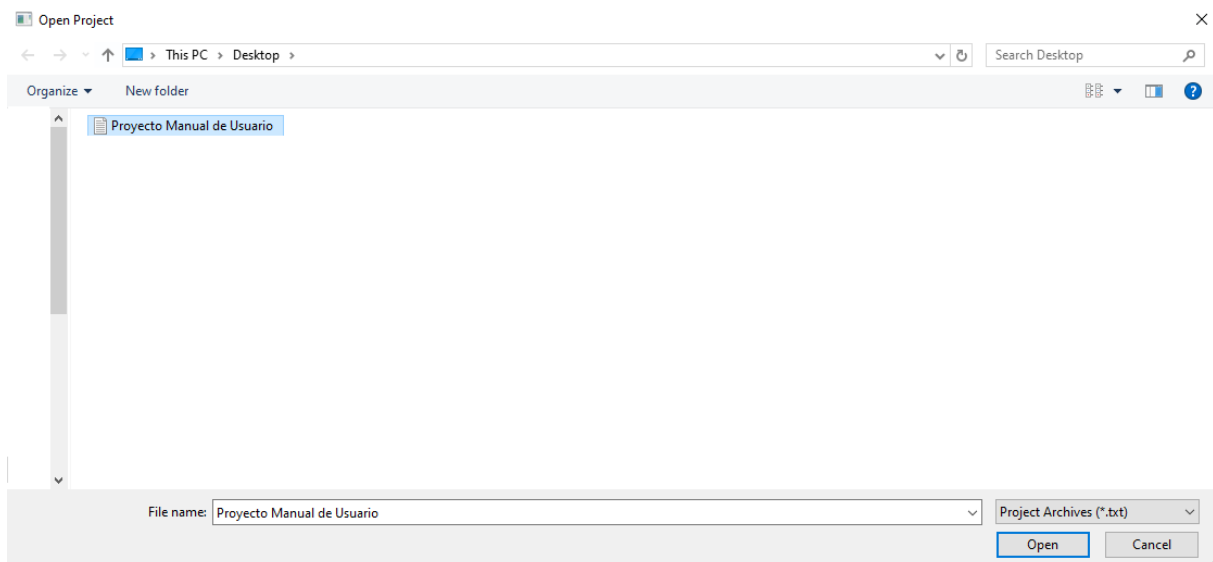 Open Project
This PC > Desktop >
Search Desktop
Organize
New folder
Proyecto Manual de Usuario
File name: Proyecto Manual de Usuario
Project Archives (*.txt)
Open Cancel